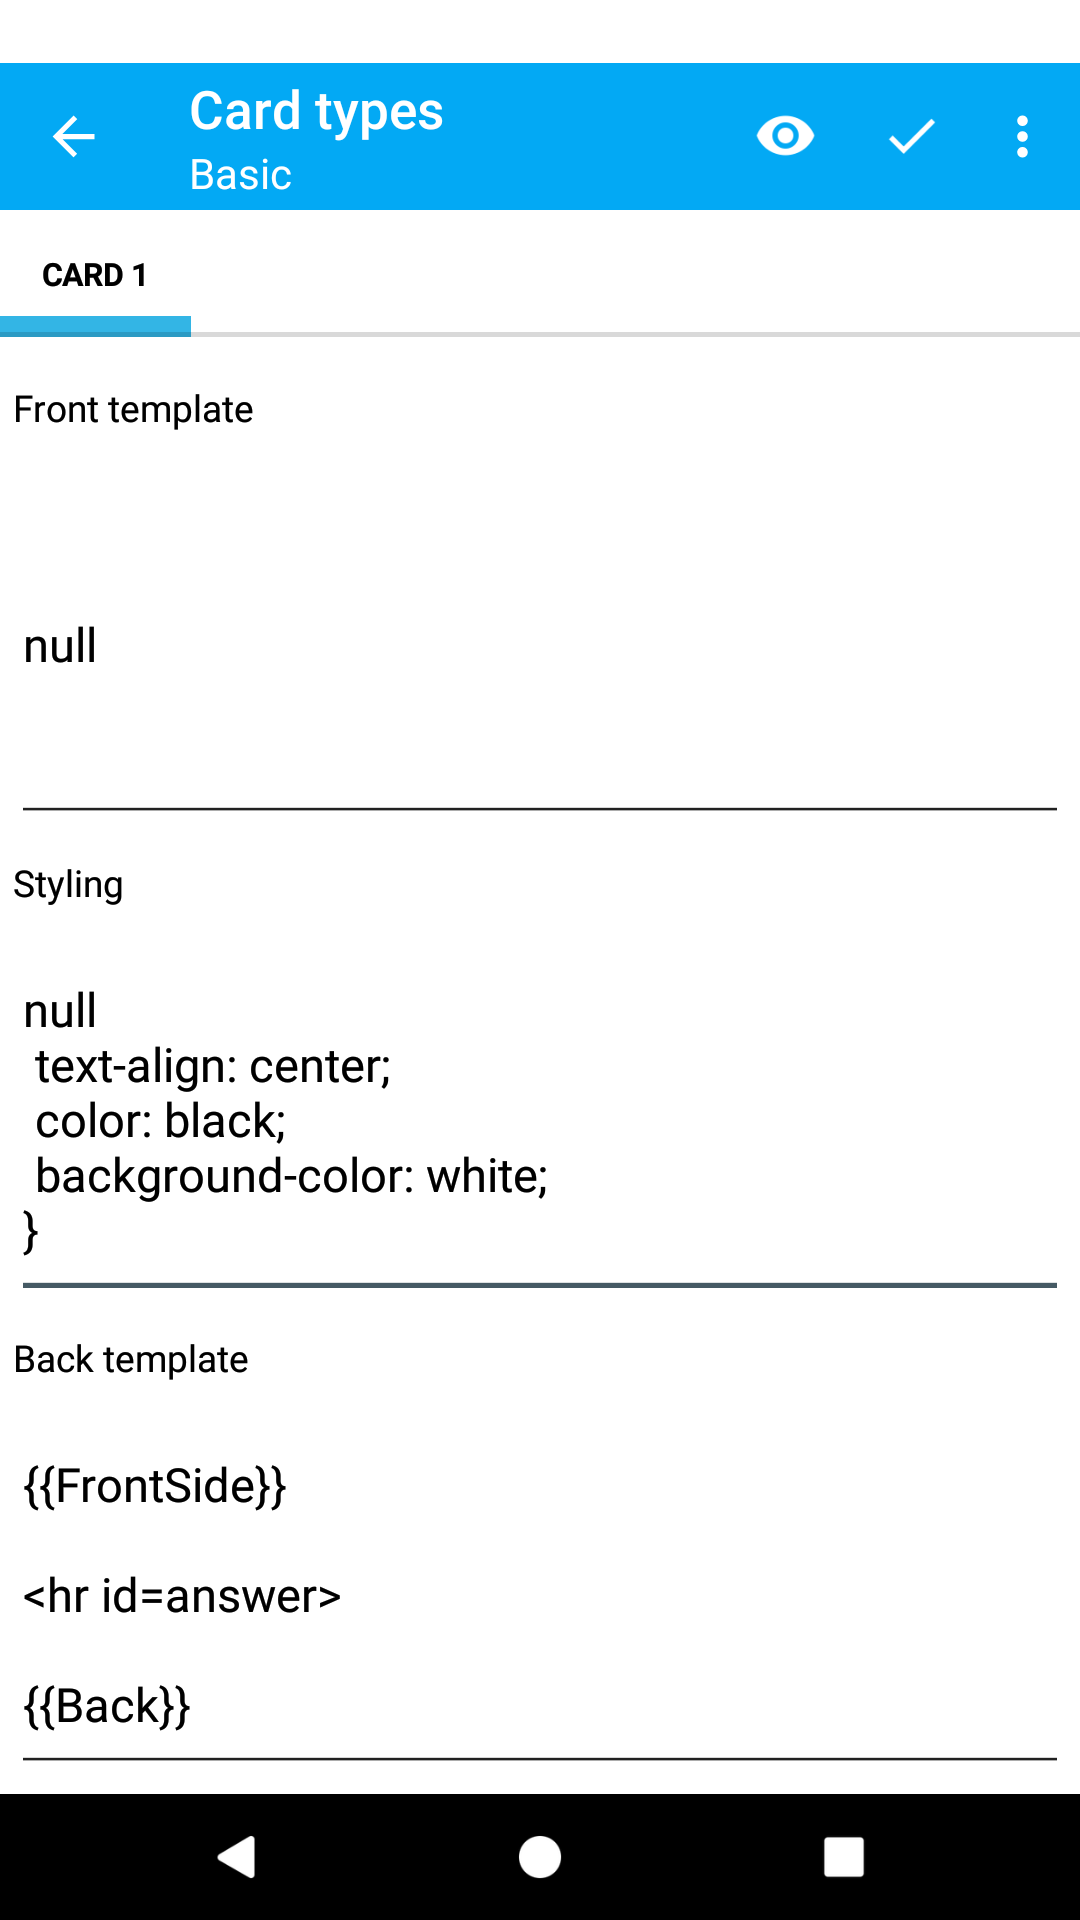 Card types
Basic
CARD 1
Front template
null
Styling
null
text-align: center;
color: black;
background-color: white;
}
Back template
{{FrontSide}}
<hr id=answer>
{{Back}}